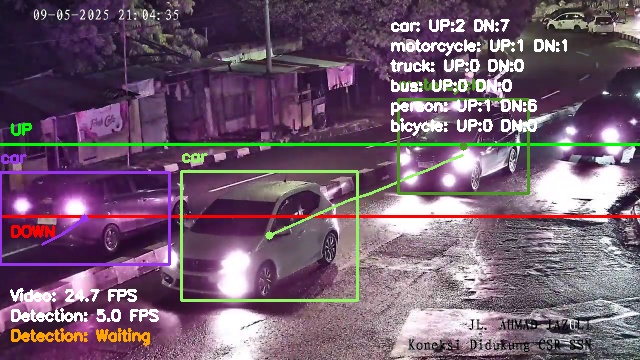 09-05-2025 21:04:35
car: UP:2 DN:7
motorcycle: UP:1 DN:1
truck: UP:0 DN:0
bus: UP:0 DN:0
person: UP:1 DN:6
bicycle: UP:0 DN:0
UP
car
car
DOWN
Video: 24.7 FPS
Detection: 5.0 FPS
Detection: Waiting
JL. AHMAD JAZULI
Koneksi Didukung CSR SSN